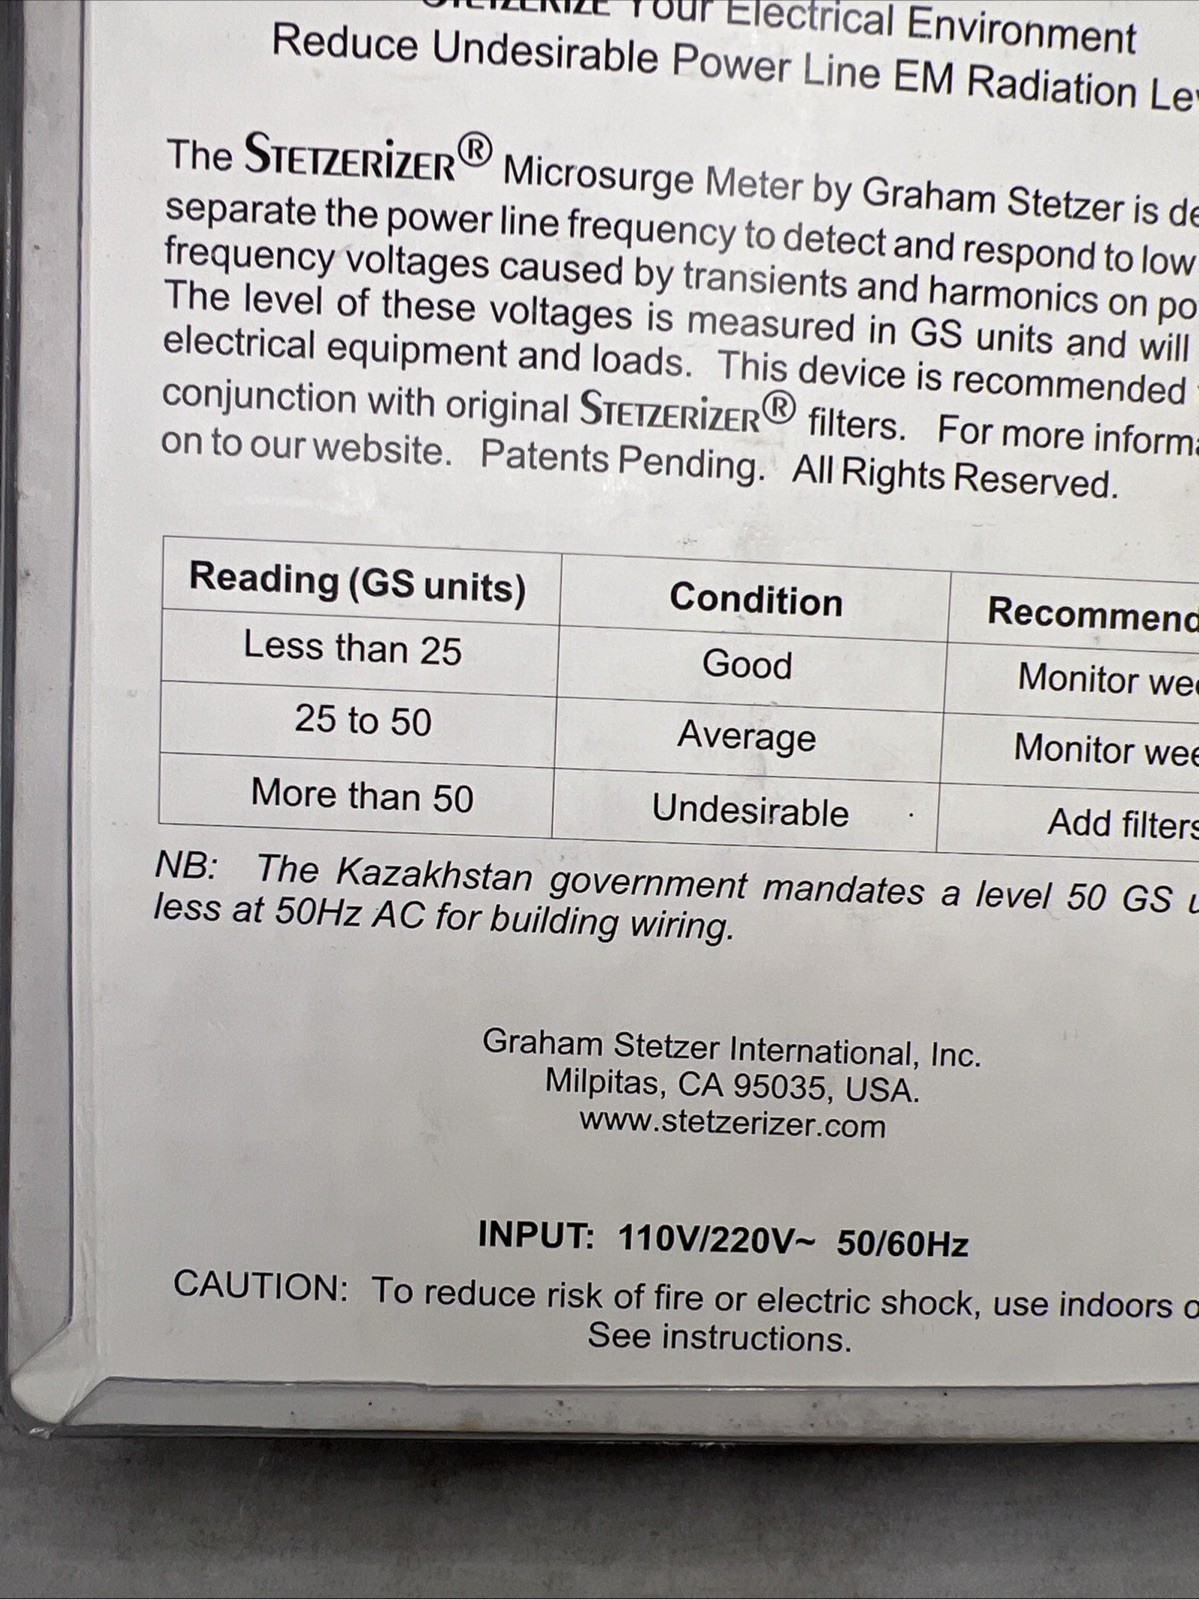 STETZERIZE Your Electrical Environment
Reduce Undesirable Power Line EM Radiation
The STETZERiZER® Microsurge Meter by Graham Stetzer is
separate the power line frequency to detect and respond to low
frequency voltages caused by transients and harmonics on
The level of these voltages is measured in GS units and will
electrical equipment and loads. This device is recommended
conjunction with original STETZERiZER® filters. For more
on to our website. Patents Pending. All Rights Reserved.
Reading (GS units) Condition Recommend
Less than 25 Good Monitor
25 to 50 Average Monitor
More than 50 Undesirable Add filters
NB: The Kazakhstan government mandates a level 50 GS
less at 50Hz AC for building wiring.
Graham Stetzer International, Inc.
Milpitas, CA 95035, USA.
www.stetzerizer.com
INPUT: 110V/220V~ 50/60Hz
CAUTION: To reduce risk of fire or electric shock, use indoors
See instructions.